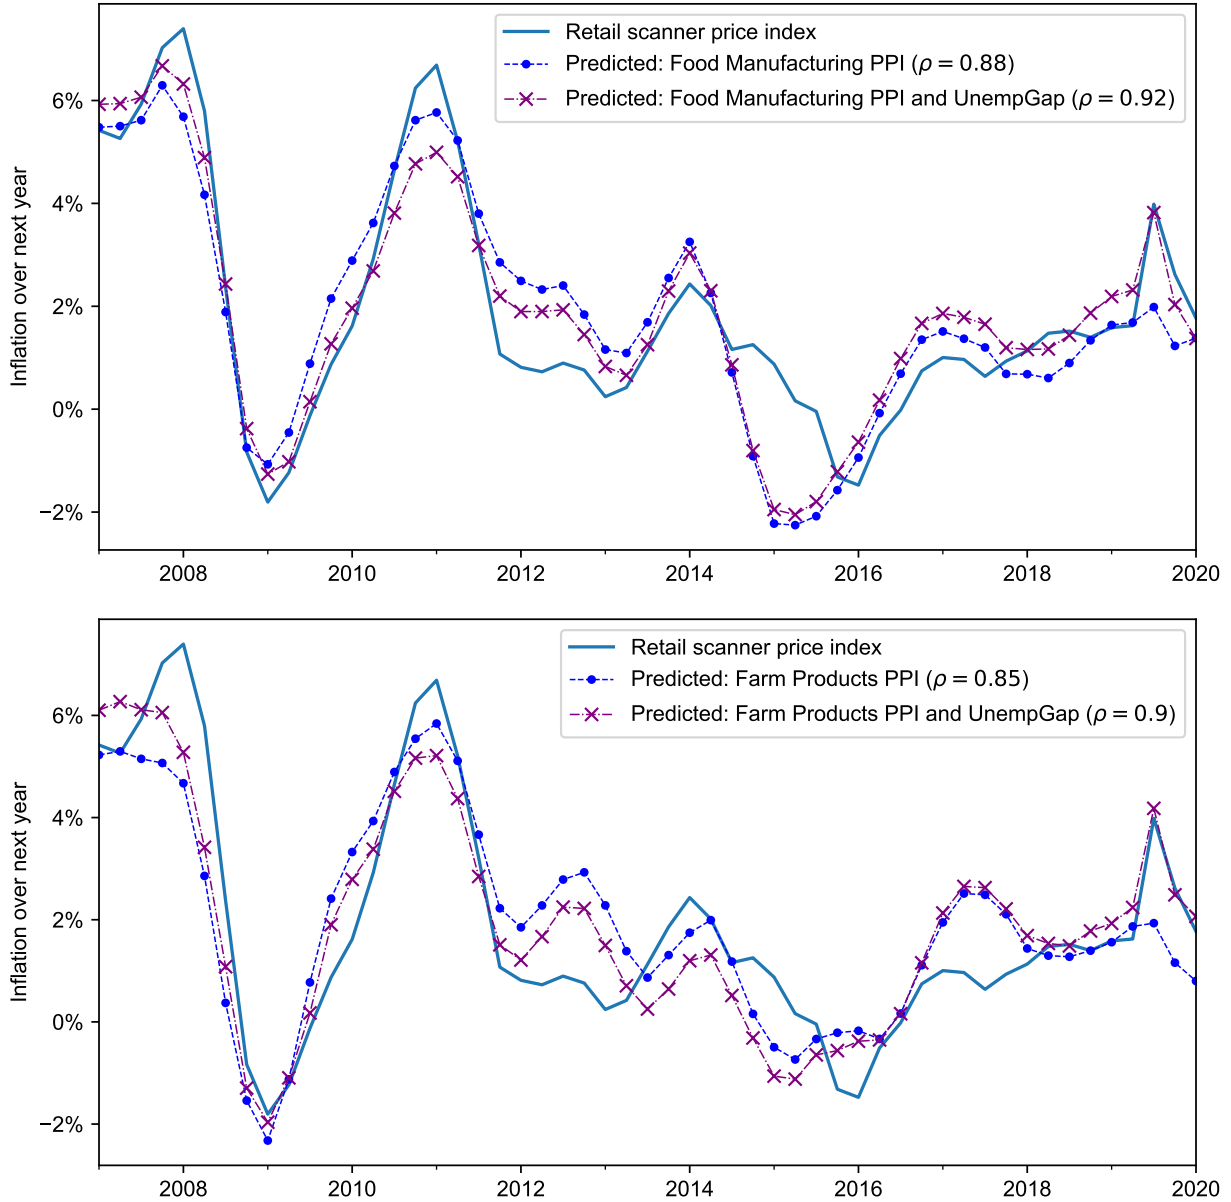 Retail scanner price index
Predicted: Food Manufacturing PPI (ρ = 0.88)
Predicted: Food Manufacturing PPI and UnempGap (ρ = 0.92)
Inflation over next year
6%
4%
2%
0%
−2%
2008 2010 2012 2014 2016 2018 2020
Retail scanner price index
Predicted: Farm Products PPI (ρ = 0.85)
Predicted: Farm Products PPI and UnempGap (ρ = 0.9)
Inflation over next year
6%
4%
2%
0%
−2%
2008 2010 2012 2014 2016 2018 2020